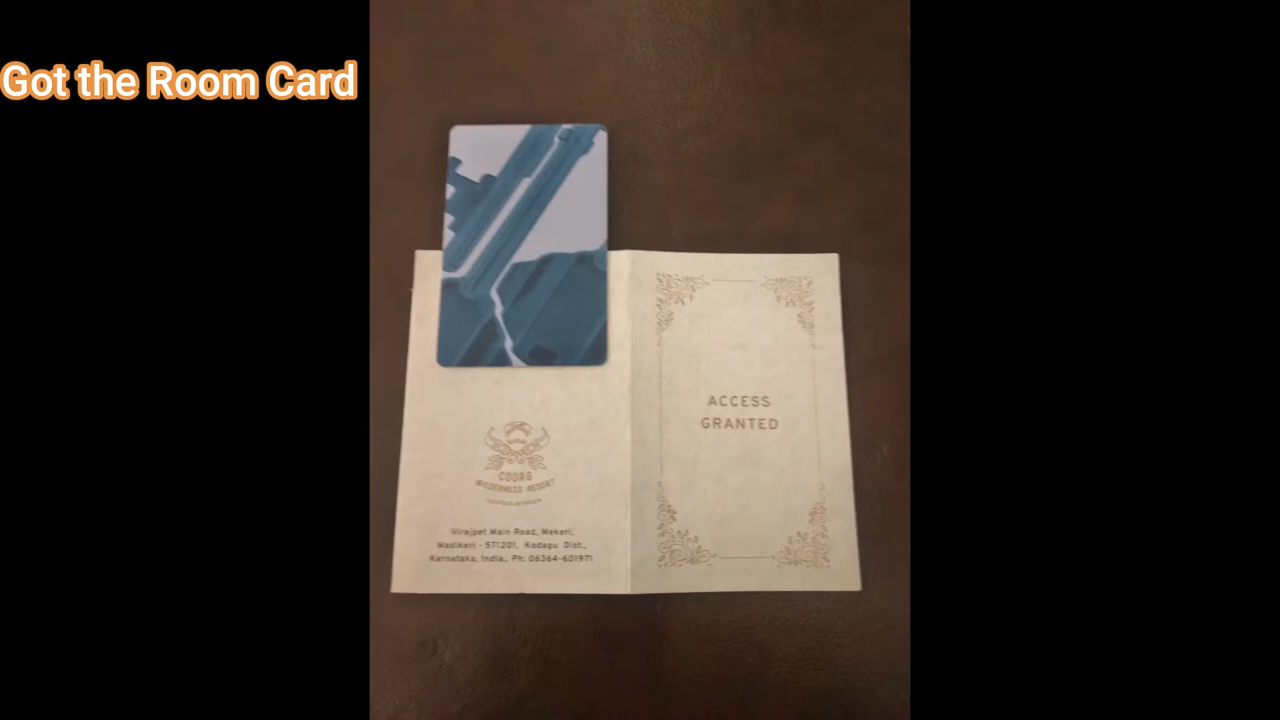 Got the Room Card
ACCESS
GRANTED
COORG
WILDERNESS RESORT
Virajpet Main Road, Mekeri,
Madikeri - 571201, Kodagu Dist.,
Karnataka, India., Ph: 06364-601971